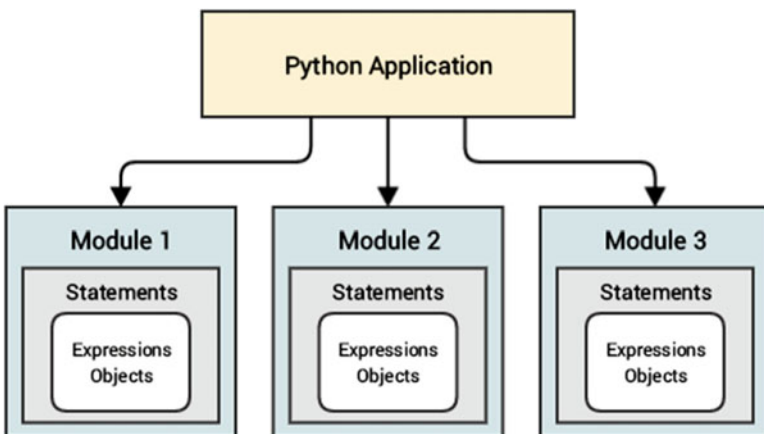 Python Application
Module 1
Statements
Expressions
Objects
Module 2
Statements
Expressions
Objects
Module 3
Statements
Expressions
Objects